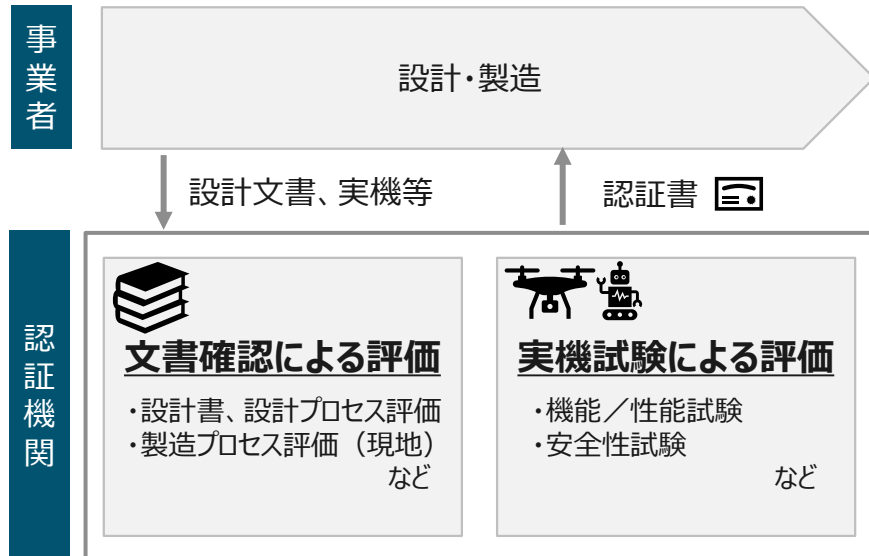 事業者
設計・製造
設計文書、実機等
認証書
認証機関
文書確認による評価
・設計書、設計プロセス評価
・製造プロセス評価（現地）
など
実機試験による評価
・機能／性能試験
・安全性試験
など